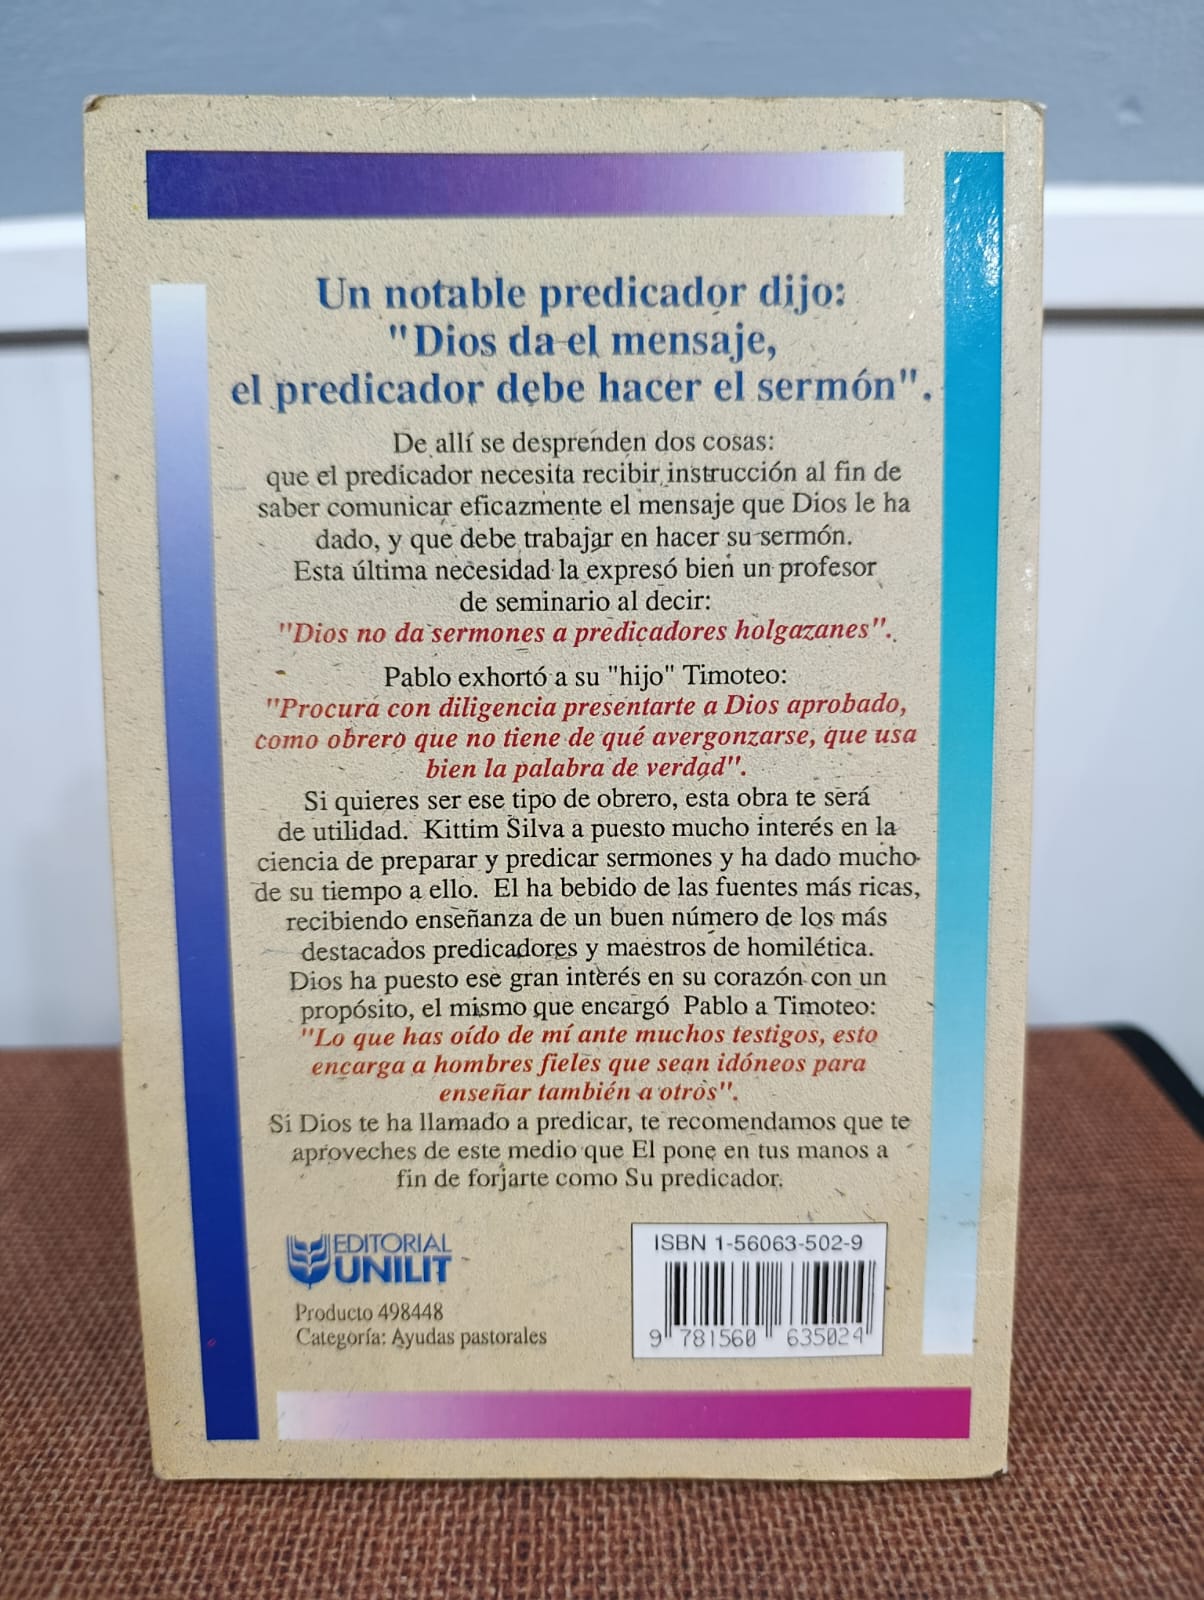 Un notable predicador dijo:
"Dios da el mensaje,
el predicador debe hacer el sermón".
De allí se desprenden dos cosas:
que el predicador necesita recibir instrucción al fin de
saber comunicar eficazmente el mensaje que Dios le ha
dado, y que debe trabajar en hacer su sermón.
Esta última necesidad la expresó bien un profesor
de seminario al decir:
"Dios no da sermones a predicadores holgazanes".
Pablo exhortó a su "hijo" Timoteo:
"Procura con diligencia presentarte a Dios aprobado,
como obrero que no tiene de qué avergonzarse, que usa
bien la palabra de verdad".
Si quieres ser ese tipo de obrero, esta obra te será
de utilidad. Kittim Silva a puesto mucho interés en la
ciencia de preparar y predicar sermones y ha dado mucho
de su tiempo a ello. El ha bebido de las fuentes más ricas,
recibiendo enseñanza de un buen número de los más
destacados predicadores y maestros de homilética.
Dios ha puesto ese gran interés en su corazón con un
propósito, el mismo que encargó Pablo a Timoteo:
"Lo que has oído de mí ante muchos testigos, esto
encarga a hombres fieles que sean idóneos para
enseñar también a otros".
Si Dios te ha llamado a predicar, te recomendamos que te
aproveches de este medio que El pone en tus manos a
fin de forjarte como Su predicador.
EDITORIAL
UNILIT
Producto 498448
Categoría: Ayudas pastorales
ISBN 1-56063-502-9
9 781560 635024